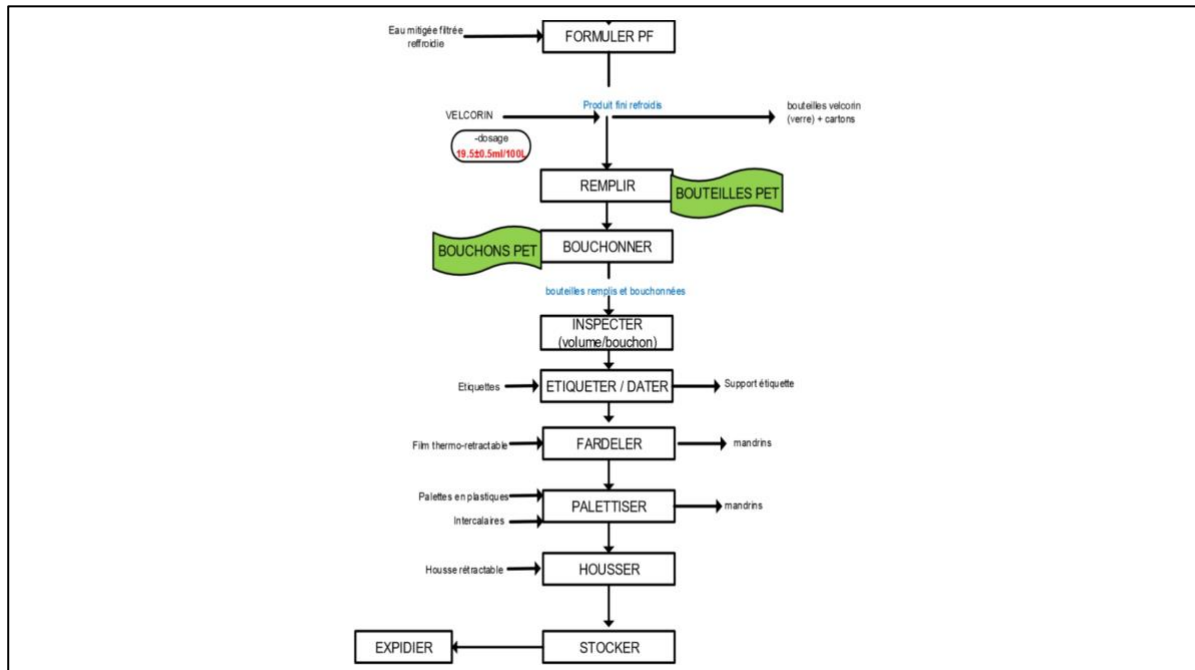 Eau mitigée filtrée
reffroidie
FORMULER PF
Produit fini refroidis
VELCORIN
bouteilles velcorin
(verre) + cartons
-dosage
19.5±0.5ml/100L
REMPLIR
BOUTEILLES PET
BOUCHONS PET
BOUCHONNER
bouteilles remplis et bouchonnées
INSPECTER
(volume/bouchon)
Etiquettes
ETIQUETER / DATER
Support étiquette
Film thermo-retractable
FARDELER
mandrins
Palettes en plastiques
Intercalaires
PALETTISER
mandrins
Housse rétractable
HOUSSER
EXPIDIER
STOCKER